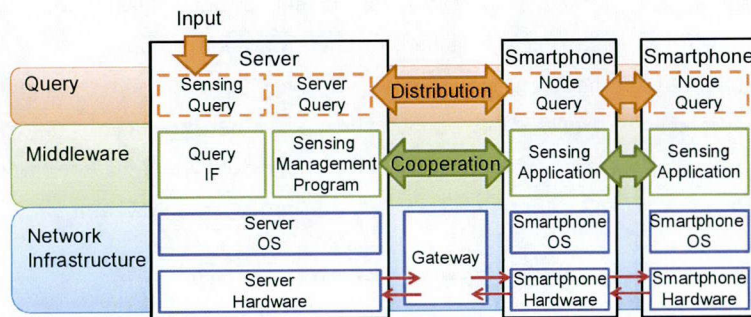 Input
Server
Smartphone
Smartphone
Query
Sensing
Query
Server
Query
Distribution
Node
Query
Node
Query
Middleware
Query
IF
Sensing
Management
Program
Cooperation
Sensing
Application
Sensing
Application
Network
Infrastructure
Server
OS
Gateway
Smartphone
OS
Smartphone
OS
Server
Hardware
Smartphone
Hardware
Smartphone
Hardware